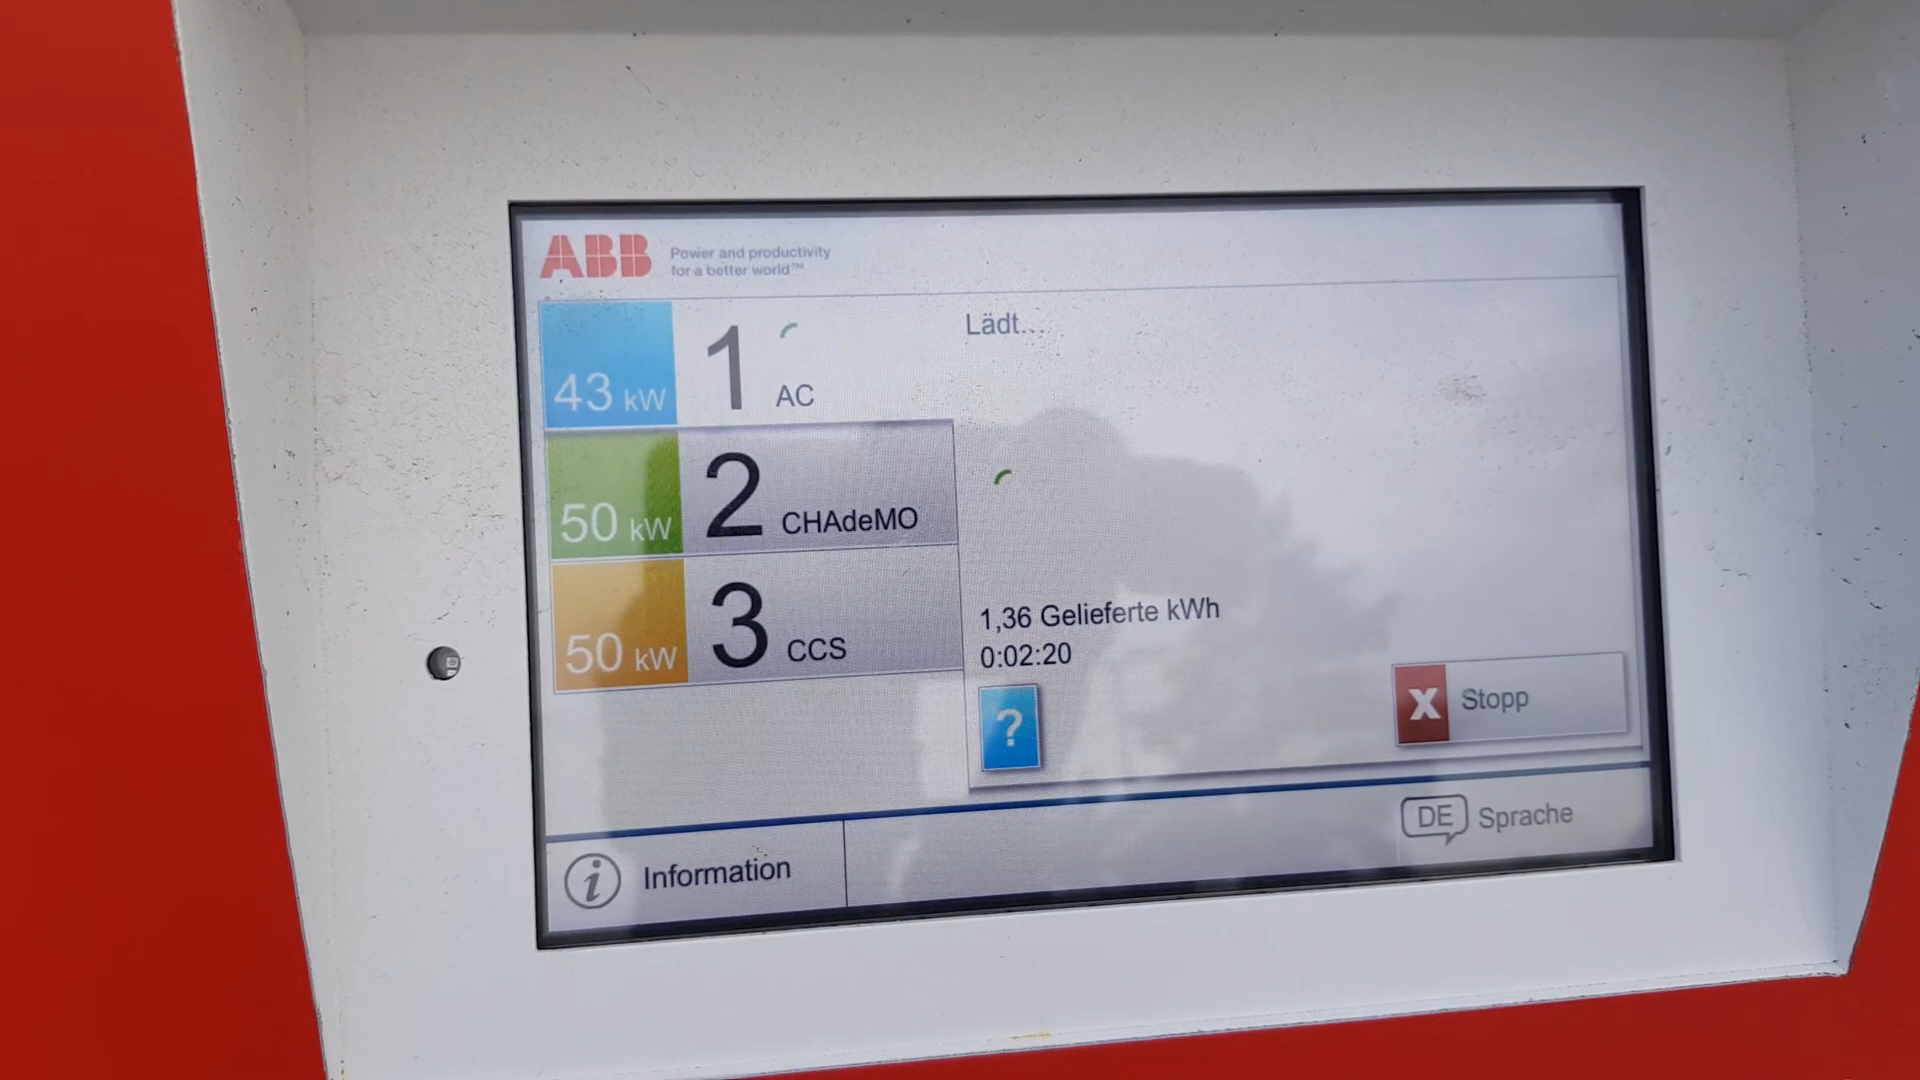 ABB
Power and productivity
for a better world™
43 kW 1 AC
Lädt...
50 kW 2 CHAdeMO
50 kW 3 CCS
1,36 Gelieferte kWh
0:02:20
?
X Stopp
i Information
DE Sprache